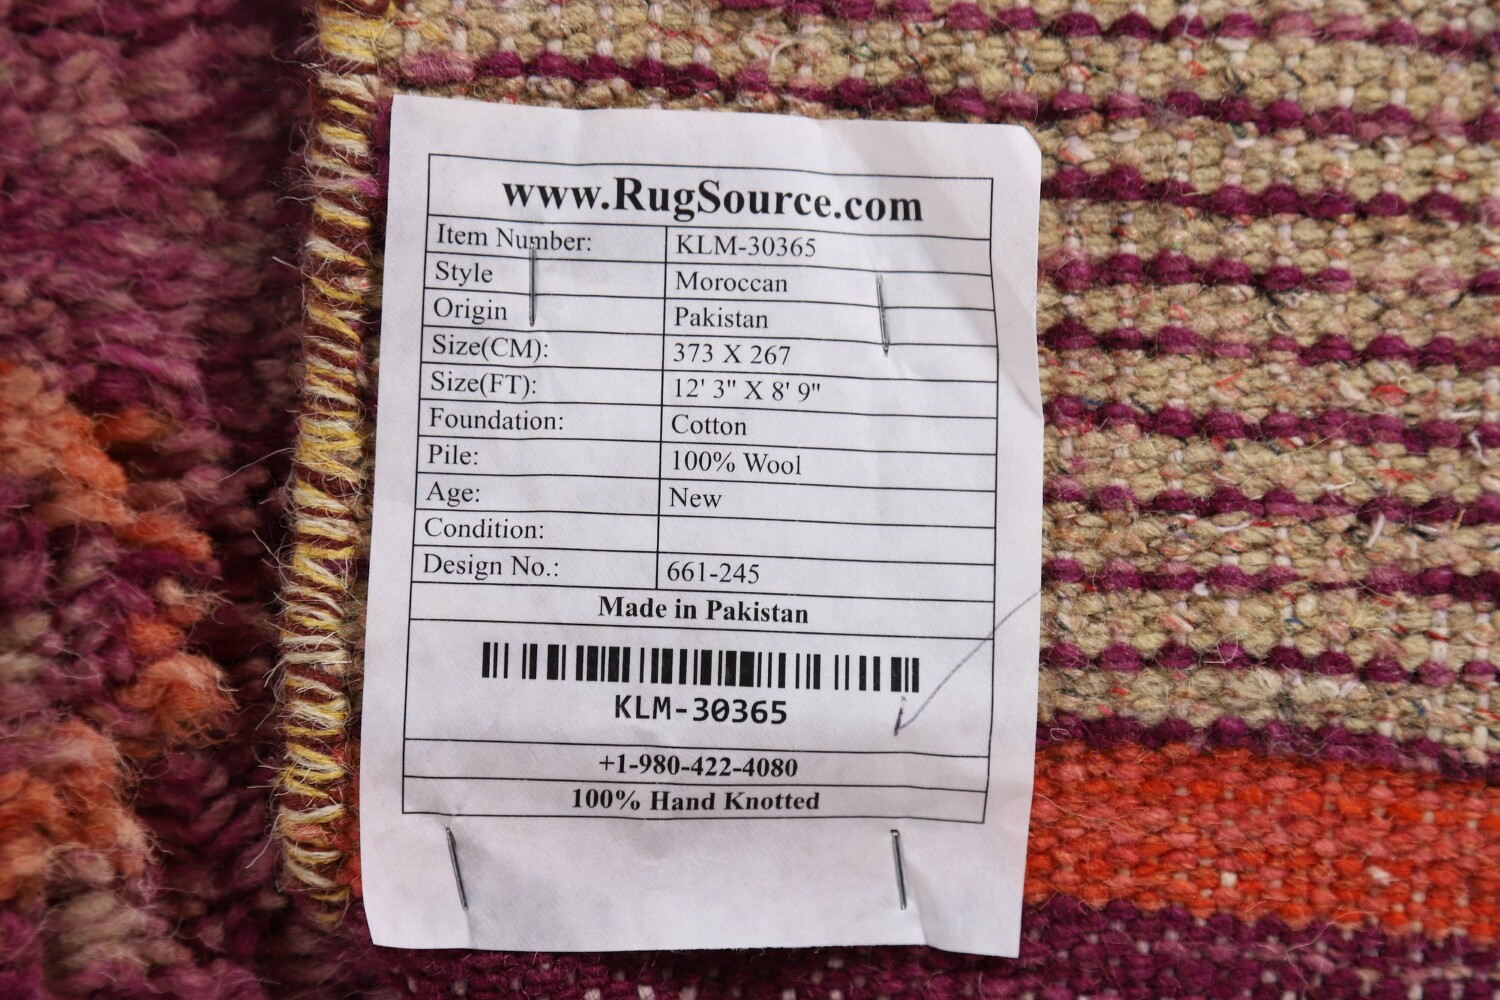 www.RugSource.com
Item Number: KLM-30365
Style Moroccan
Origin Pakistan
Size(CM): 373 X 267
Size(FT): 12' 3" X 8' 9"
Foundation: Cotton
Pile: 100% Wool
Age: New
Condition:
Design No.: 661-245
Made in Pakistan
KLM-30365
+1-980-422-4080
100% Hand Knotted